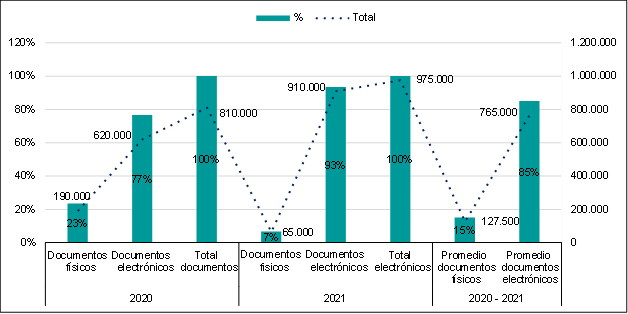 % Total
120% 1.200.000
100% 1.000.000
80% 800.000
60% 600.000
40% 400.000
20% 200.000
0% 0
190.000
620.000
810.000
65.000
910.000
975.000
127.500
765.000
23%
77%
100%
7%
93%
100%
15%
85%
Documentos
físicos
Documentos
electrónicos
Total
documentos
Documentos
físicos
Documentos
electrónicos
Total
electrónicos
Promedio
documentos
físicos
Promedio
documentos
electrónicos
2020
2021
2020 - 2021